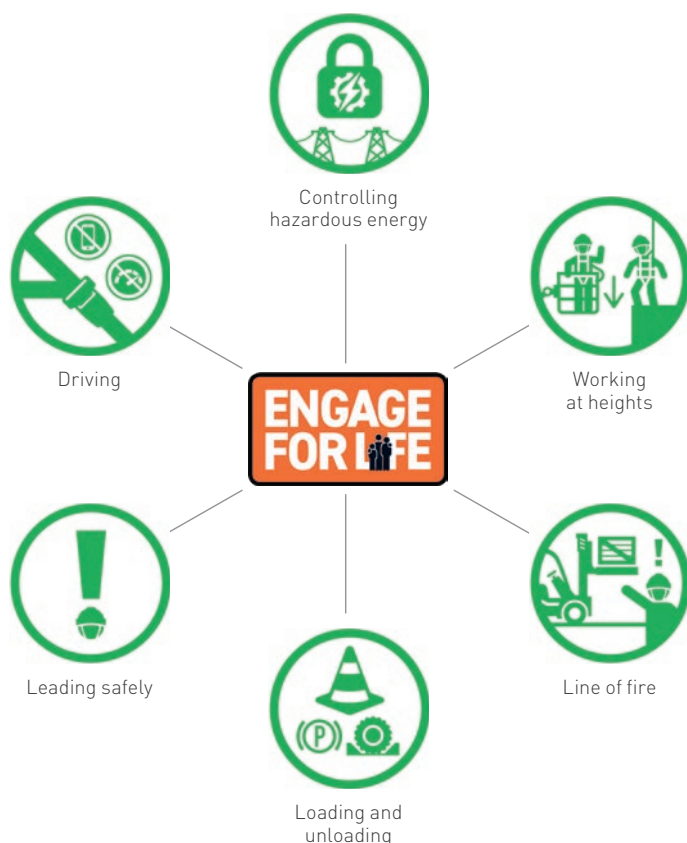 Controlling
hazardous energy
Driving
Working
at heights
ENGAGE
FOR LIFE
Leading safely
Line of fire
P
Loading and
unloading